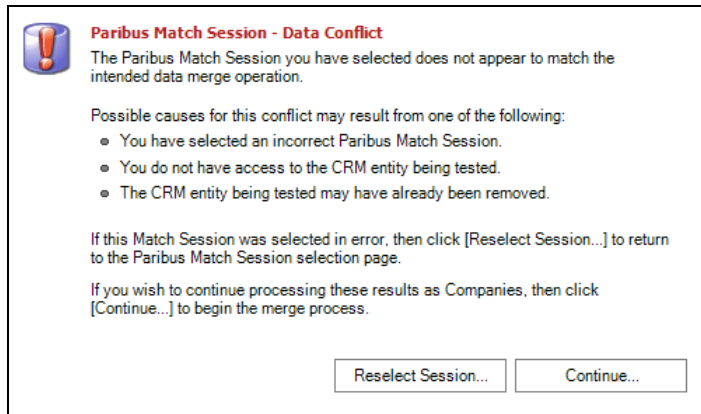 Paribus Match Session - Data Conflict
The Paribus Match Session you have selected does not appear to match the
intended data merge operation.
Possible causes for this conflict may result from one of the following:
You have selected an incorrect Paribus Match Session.
You do not have access to the CRM entity being tested.
The CRM entity being tested may have already been removed.
If this Match Session was selected in error, then click [Reselect Session...] to return
to the Paribus Match Session selection page.
If you wish to continue processing these results as Companies, then click
[Continue...] to begin the merge process.
Reselect Session...
Continue...